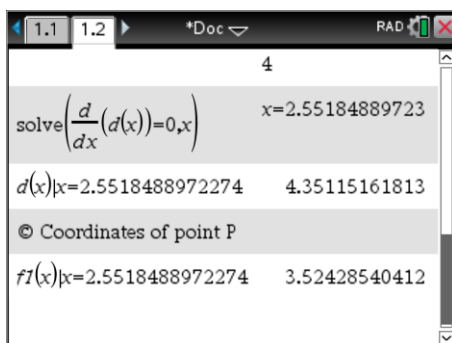 1.1 1.2 *Doc RAD
4
solve(d/dx(d(x))=0,x) x=2.55184889723
d(x)|x=2.5518488972274 4.35115161813
© Coordinates of point P
f1(x)|x=2.5518488972274 3.52428540412